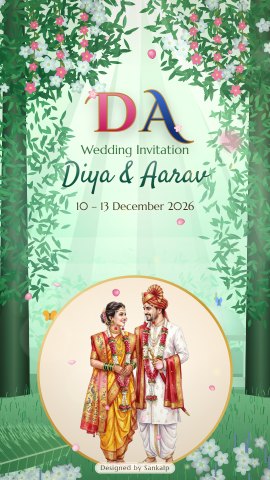 DA
Wedding Invitation
Diya & Aarav
10 – 13 December 2026
Designed by Sankalp